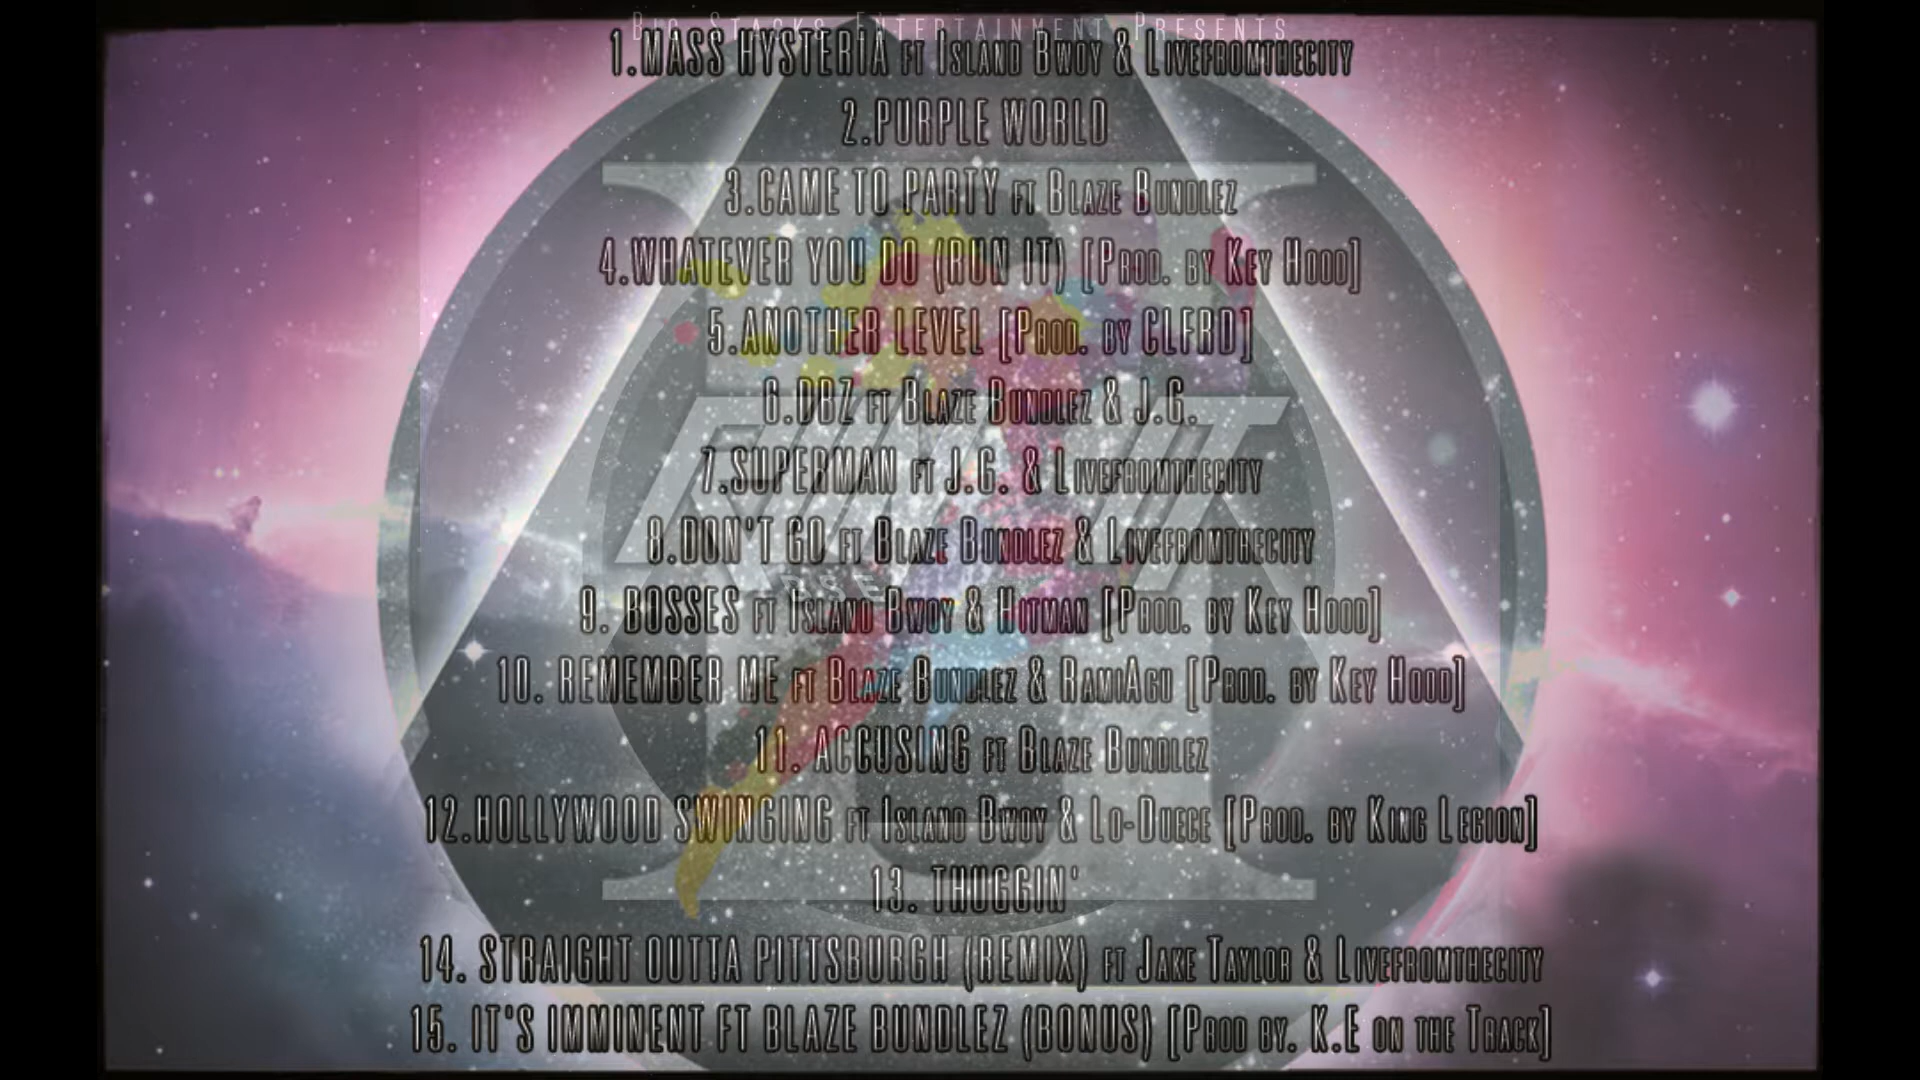 Big Stacks Entertainment Presents
1.MASS HYSTERIA ft Island Bwoy & Livefromthecity
2.PURPLE WORLD
3.CAME TO PARTY ft Blaze Bundlez
4.WHATEVER YOU DO (RUN IT) [Prod. by Key Hood]
5.ANOTHER LEVEL [Prod. by CLFRD]
6.DBZ ft Blaze Bundlez & J.G.
7.SUPERMAN ft J.G. & Livefromthecity
RUN IT
8.DON'T GO ft Blaze Bundlez & Livefromthecity
BSE
9. BOSSES ft Island Bwoy & Hitman [Prod. by Key Hood]
10. REMEMBER ME ft Blaze Bundlez & RamiAgu [Prod. by Key Hood]
11. ACCUSING ft Blaze Bundlez
12.HOLLYWOOD SWINGING ft Island Bwoy & Lo-Duece [Prod. by King Legion]
13. THUGGIN'
14. STRAIGHT OUTTA PITTSBURGH (REMIX) ft Jake Taylor & Livefromthecity
15. IT'S IMMINENT FT BLAZE BUNDLEZ (BONUS) [Prod by. K.E on the Track]